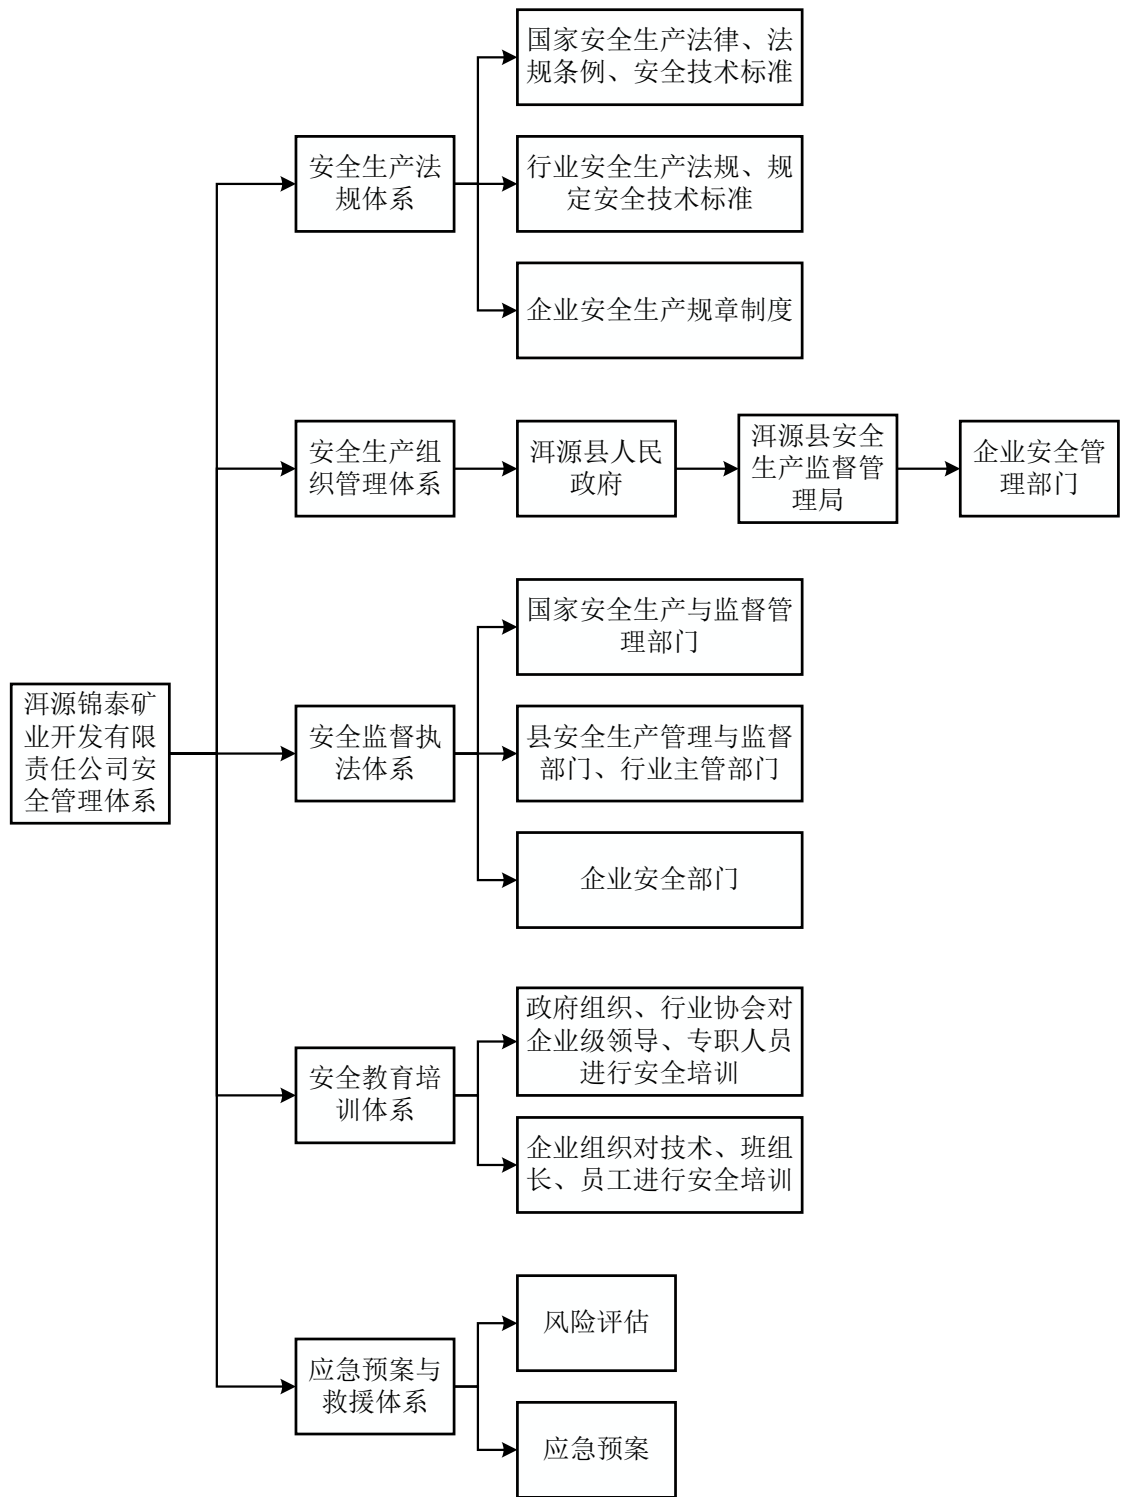 国家安全生产法律、法
规条例、安全技术标准
安全生产法
规体系
行业安全生产法规、规
定安全技术标准
企业安全生产规章制度
安全生产组
织管理体系
洱源县人民
政府
洱源县安全
生产监督管
理局
企业安全管
理部门
国家安全生产与监督管
理部门
洱源锦泰矿
业开发有限
责任公司安
全管理体系
安全监督执
法体系
县安全生产管理与监督
部门、行业主管部门
企业安全部门
安全教育培
训体系
政府组织、行业协会对
企业级领导、专职人员
进行安全培训
企业组织对技术、班组
长、员工进行安全培训
应急预案与
救援体系
风险评估
应急预案